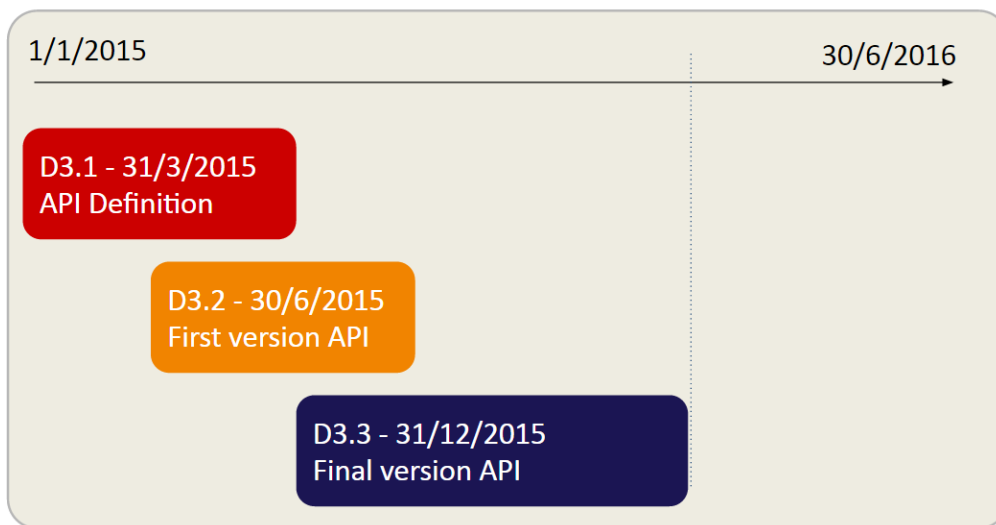 1/1/2015
30/6/2016
D3.1 - 31/3/2015
API Definition
D3.2 - 30/6/2015
First version API
D3.3 - 31/12/2015
Final version API